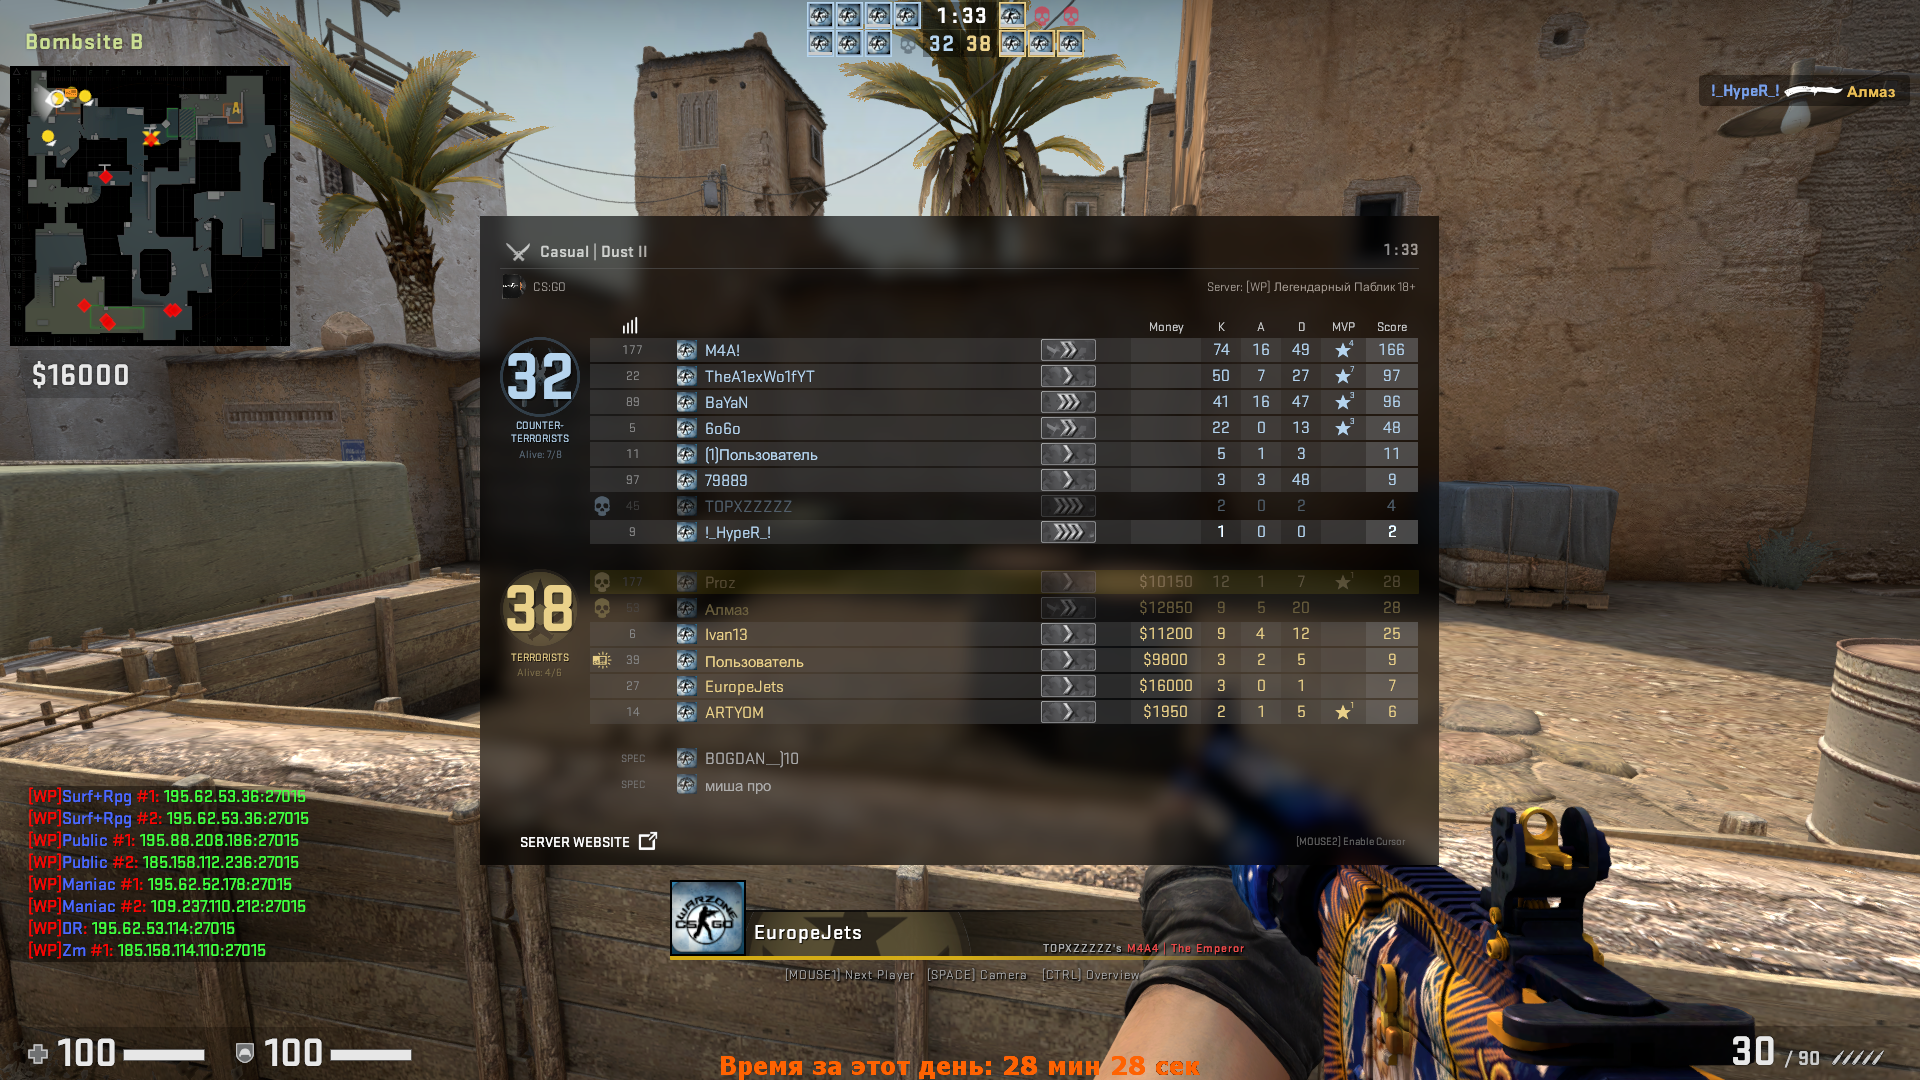 1:33
32 38
Bombsite B
A
!_HypeR_! Алмаз
$16000
Casual | Dust II 1:33
CS:GO Server: [WP] Легендарный Паблик 18+
Money K A D MVP Score
32
COUNTER-TERRORISTS
Alive: 7/8
177 M4A! 74 16 49 4 166
22 TheA1exWo1fYT 50 7 27 7 97
89 BaYaN 41 16 47 3 96
5 6o6o 22 0 13 3 48
11 (1)Пользователь 5 1 3 11
97 79889 3 3 48 9
45 TOPXZZZZZ 2 0 2 4
9 !_HypeR_! 1 0 0 2
38
TERRORISTS
Alive: 4/6
177 Proz $10150 12 1 7 1 28
Алмаз $12850 9 5 20 28
6 Ivan13 $11200 9 4 12 25
39 Пользователь $9800 3 2 5 9
27 EuropeJets $16000 3 0 1 7
14 ARTYOM $1950 2 1 5 1 6
SPEC BOGDAN__)10
SPEC миша про
SERVER WEBSITE [MOUSE2] Enable Cursor
[WP]Surf+Rpg #1: 195.62.53.36:27015
[WP]Surf+Rpg #2: 195.62.53.36:27015
[WP]Public #1: 195.88.208.186:27015
[WP]Public #2: 185.158.112.236:27015
[WP]Maniac #1: 195.62.52.178:27015
[WP]Maniac #2: 109.237.110.212:27015
[WP]DR: 195.62.53.114:27015
[WP]Zm #1: 185.158.114.110:27015
WARZONE
CS GO
EuropeJets
TOPXZZZZZ's M4A4 | The Emperor
[MOUSE1] Next Player [SPACE] Camera [CTRL] Overview
100 100
30 / 90
Время за этот день: 28 мин 28 сек